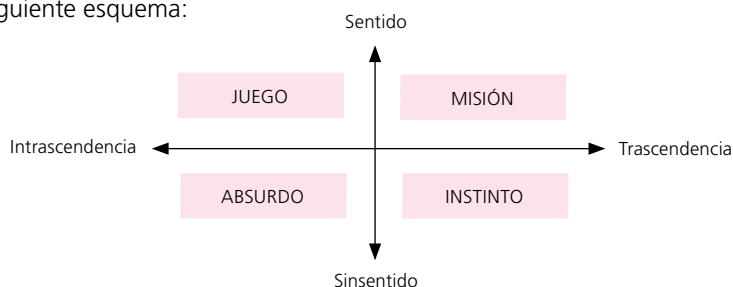 guiente esquema:
Sentido
JUEGO MISIÓN
Intrascendencia Trascendencia
ABSURDO INSTINTO
Sinsentido